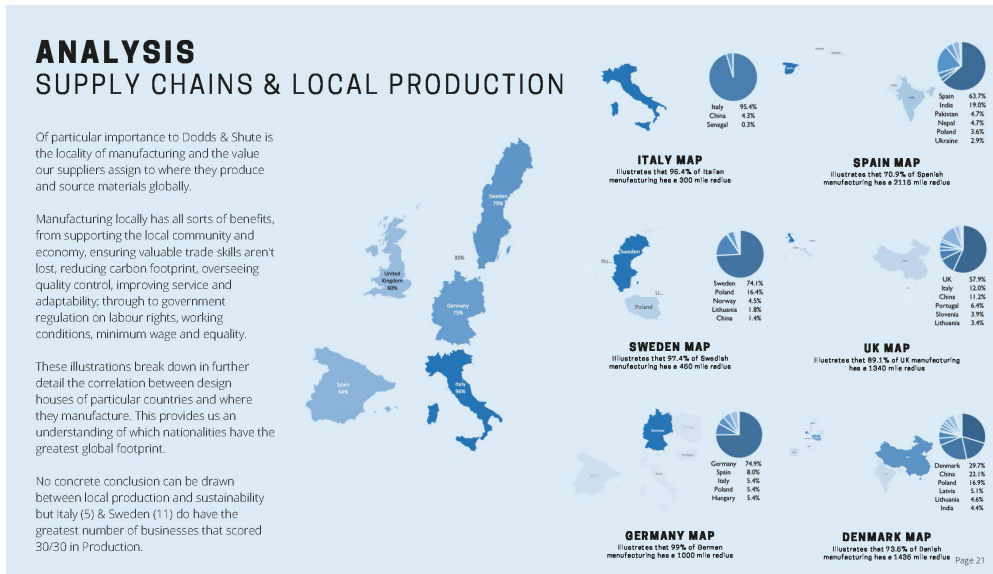 ANALYSIS
SUPPLY CHAINS & LOCAL PRODUCTION
Of particular importance to Dodds & Shute is
the locality of manufacturing and the value
our suppliers assign to where they produce
and source materials globally.
Manufacturing locally has all sorts of benefits,
from supporting the local community and
economy, ensuring valuable trade skills aren't
lost, reducing carbon footprint, overseeing
quality control, improving service and
adaptability; through to government
regulation on labour rights, working
conditions, minimum wage and equality.
These illustrations break down in further
detail the correlation between design
houses of particular countries and where
they manufacture. This provides us an
understanding of which nationalities have the
greatest global footprint.
No concrete conclusion can be drawn
between local production and sustainability
but Italy (5) & Sweden (11) do have the
greatest number of businesses that scored
30/30 in Production.
Sweden
79%
35%
United
Kingdom
60%
Germany
75%
Spain
64%
Italy
96%
Italy 95.4%
China 4.3%
Senegal 0.3%
ITALY MAP
Illustrates that 95.4% of Italian
manufacturing has a 300 mile radius
Spain 63.7%
India 19.0%
Pakistan 4.7%
Nepal 4.7%
Poland 3.6%
Ukraine 2.9%
SPAIN MAP
Illustrates that 70.9% of Spanish
manufacturing has a 2115 mile radius
Sweden
No...
Li...
Poland
Sweden 74.1%
Poland 16.4%
Norway 4.5%
Lithuania 1.8%
China 1.4%
SWEDEN MAP
Illustrates that 97.4% of Swedish
manufacturing has a 460 mile radius
UK 57.9%
Italy 12.0%
China 11.2%
Portugal 6.4%
Slovenia 3.9%
Lithuania 3.4%
UK MAP
Illustrates that 89.1% of UK manufacturing
has a 1340 mile radius
Germany
Germany 74.9%
Spain 8.0%
Italy 5.4%
Poland 5.4%
Hungary 5.4%
GERMANY MAP
Illustrates that 99% of German
manufacturing has a 1000 mile radius
Denmark 29.7%
China 22.1%
Poland 16.9%
Latvia 5.1%
Lithuania 4.6%
India 4.4%
DENMARK MAP
Illustrates that 73.5% of Danish
manufacturing has a 1435 mile radius
Page 21